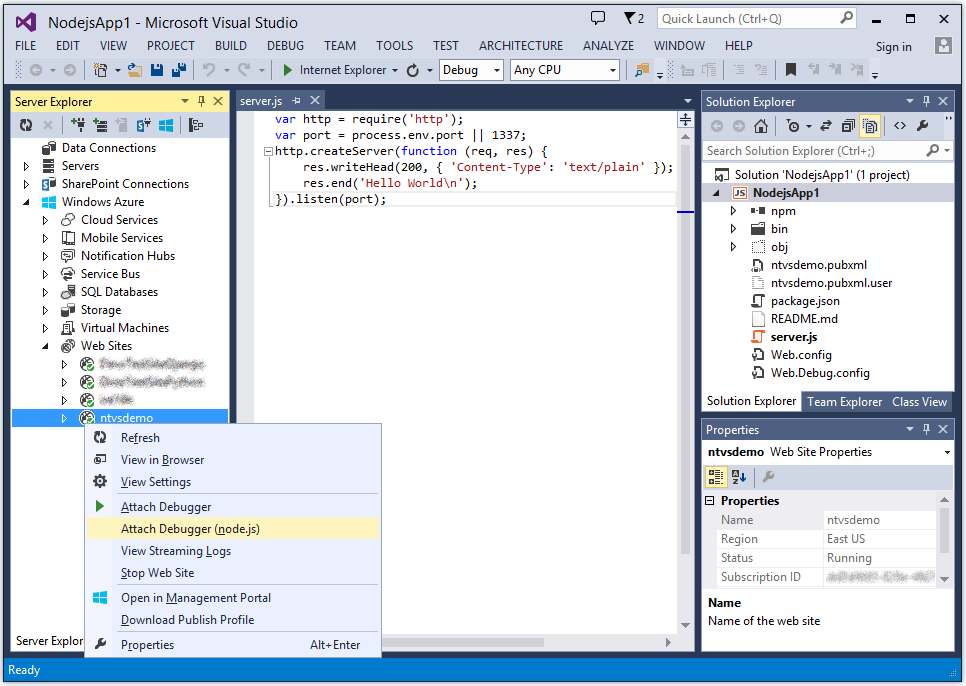 NodejsApp1 - Microsoft Visual Studio
2
Quick Launch (Ctrl+Q)
FILE EDIT VIEW PROJECT BUILD DEBUG TEAM TOOLS TEST ARCHITECTURE ANALYZE WINDOW HELP
Sign in
Internet Explorer
Debug
Any CPU
Server Explorer
Data Connections
Servers
SharePoint Connections
Windows Azure
Cloud Services
Mobile Services
Notification Hubs
Service Bus
SQL Databases
Storage
Virtual Machines
Web Sites
ntvsdemo
Refresh
View in Browser
View Settings
Attach Debugger
Attach Debugger (node.js)
View Streaming Logs
Stop Web Site
Open in Management Portal
Download Publish Profile
Properties Alt+Enter
Server Explor
server.js
var http = require('http');
var port = process.env.port || 1337;
http.createServer(function (req, res) {
res.writeHead(200, { 'Content-Type': 'text/plain' });
res.end('Hello World\n');
}).listen(port);
Solution Explorer
Search Solution Explorer (Ctrl+;)
Solution 'NodejsApp1' (1 project)
JS NodejsApp1
npm
bin
obj
ntvsdemo.pubxml
ntvsdemo.pubxml.user
package.json
README.md
server.js
Web.config
Web.Debug.config
Solution Explorer Team Explorer Class View
Properties
ntvsdemo Web Site Properties
Properties
Name ntvsdemo
Region East US
Status Running
Subscription ID
Name
Name of the web site
Ready